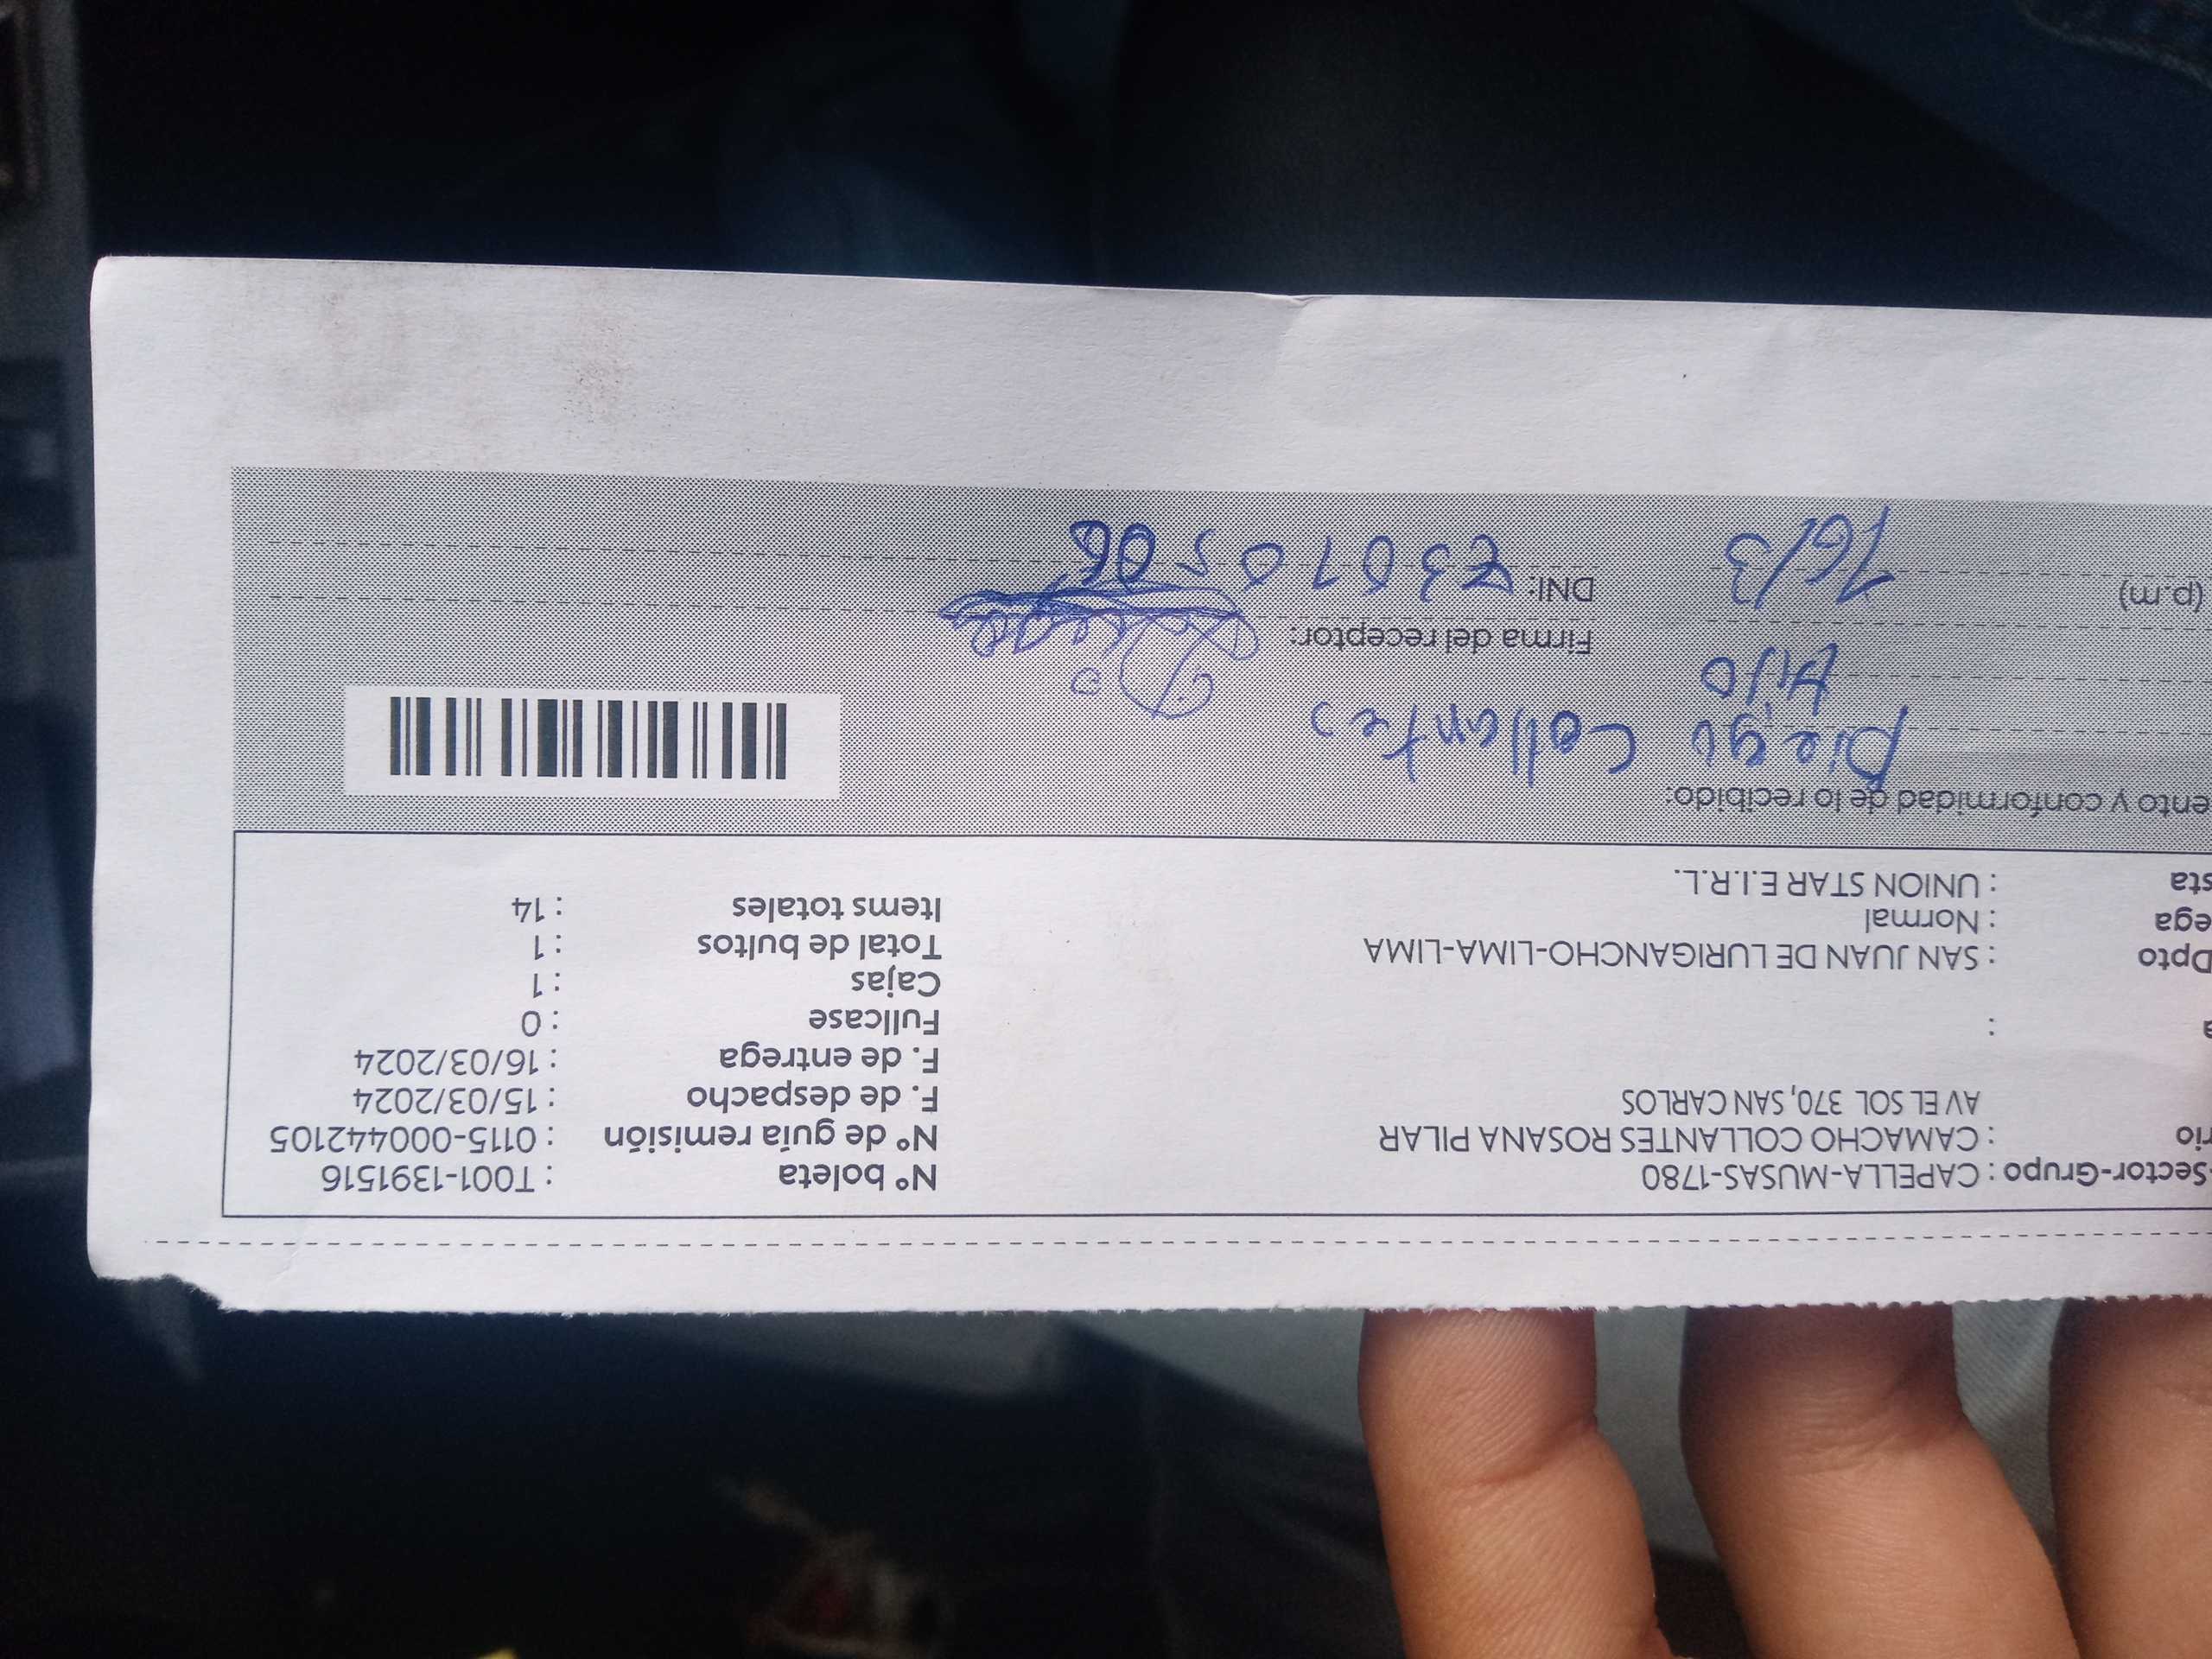 Sector-Grupo : CAPELLA-MUSAS-1780
rio : CAMACHO COLLANTES ROSANA PILAR
AV EL SOL 370, SAN CARLOS
a :
Dpto : SAN JUAN DE LURIGANCHO-LIMA-LIMA
ega : Normal
sta : UNION STAR E.I.R.L.
N° boleta : T001-1391516
N° de guía remisión : 0115-000442105
F. de despacho : 15/03/2024
F. de entrega : 16/03/2024
Fullcase : 0
Cajas : 1
Total de bultos : 1
Items totales : 14
ento y conformidad de lo recibido:
Diego Collantes
Hijo
Firma del receptor:
(p.m) 16/3
DNI: